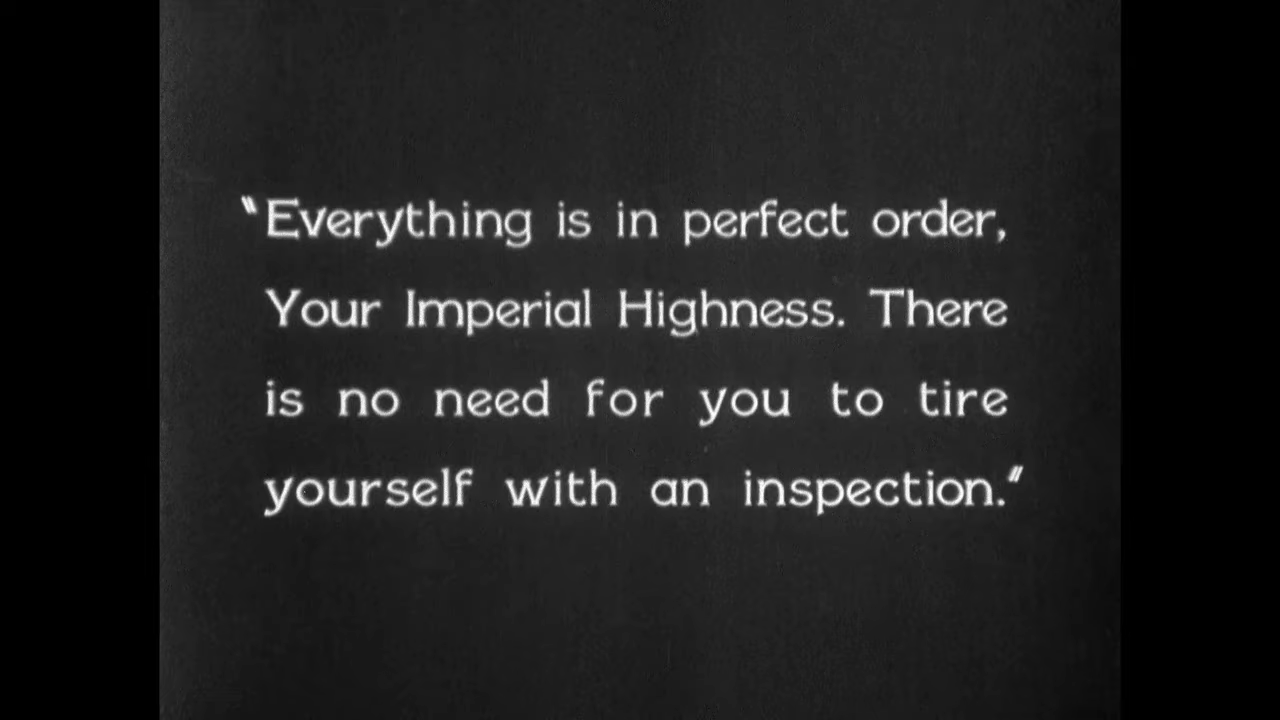 "Everything is in perfect order,
Your Imperial Highness. There
is no need for you to tire
yourself with an inspection."